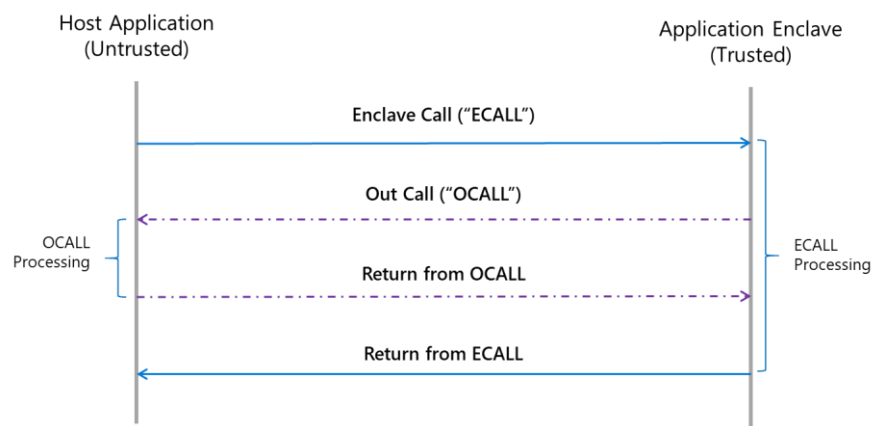 Host Application
(Untrusted)
Application Enclave
(Trusted)
Enclave Call (“ECALL”)
Out Call (“OCALL”)
OCALL
Processing
ECALL
Processing
Return from OCALL
Return from ECALL